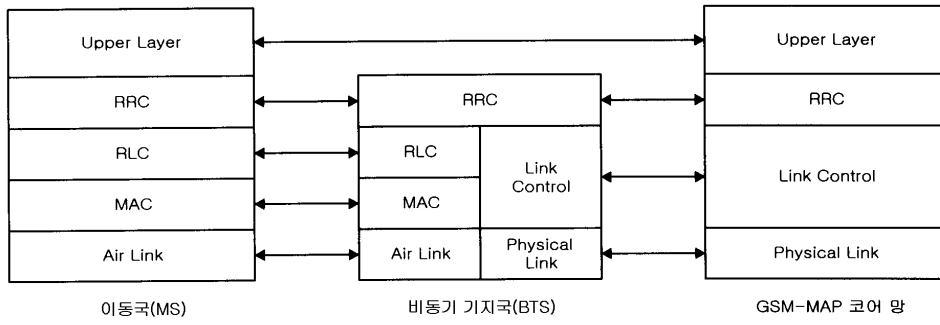 Upper Layer
RRC
RLC
MAC
Air Link
이동국(MS)
RRC
RLC
MAC
Link
Control
Air Link
Physical
Link
비동기 기지국(BTS)
Upper Layer
RRC
Link Control
Physical Link
GSM-MAP 코어 망